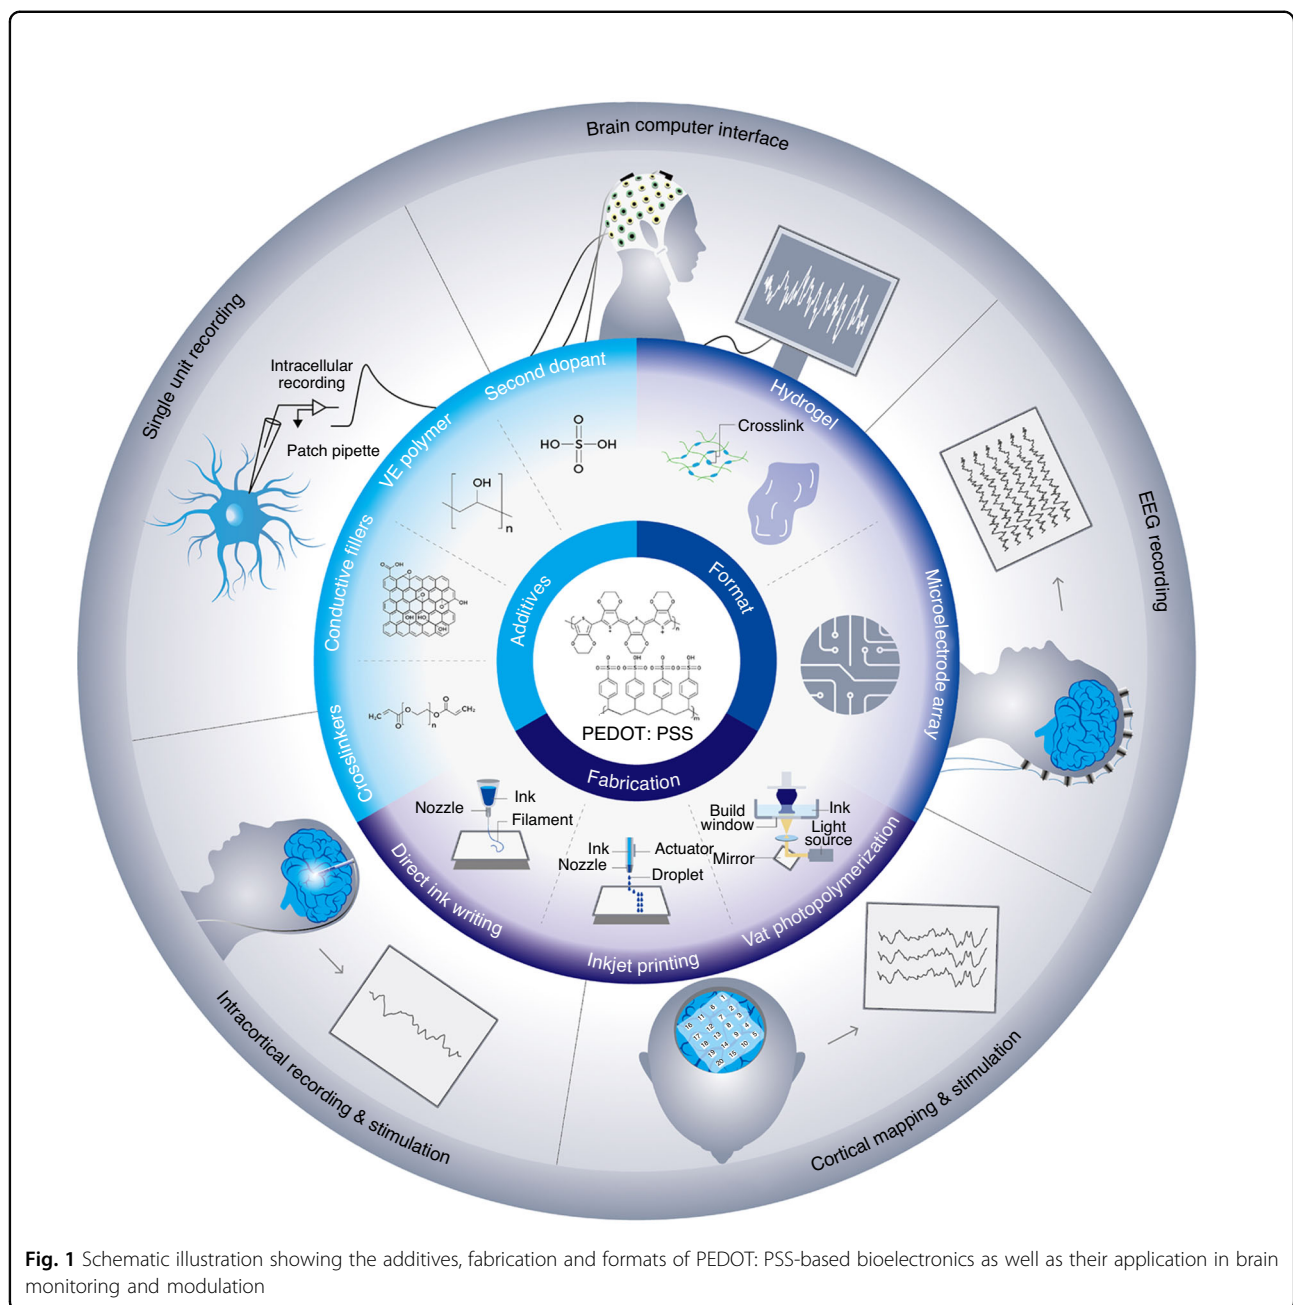 Brain computer interface
Single unit recording
EEG recording
Intracortical recording & stimulation
Cortical mapping & stimulation
Intracellular
recording
Patch pipette
Second dopant
VE polymer
Conductive fillers
Crosslinkers
Hydrogel
Microelectrode array
Direct ink writing
Inkjet printing
Vat photopolymerization
O
HO S OH
O
Crosslink
OH
n
Additives
Format
Fabrication
PEDOT: PSS
Nozzle
Ink
Filament
Ink
Nozzle
Actuator
Droplet
Build
window
Ink
Light
source
Mirror
Fig. 1 Schematic illustration showing the additives, fabrication and formats of PEDOT: PSS-based bioelectronics as well as their application in brain
monitoring and modulation